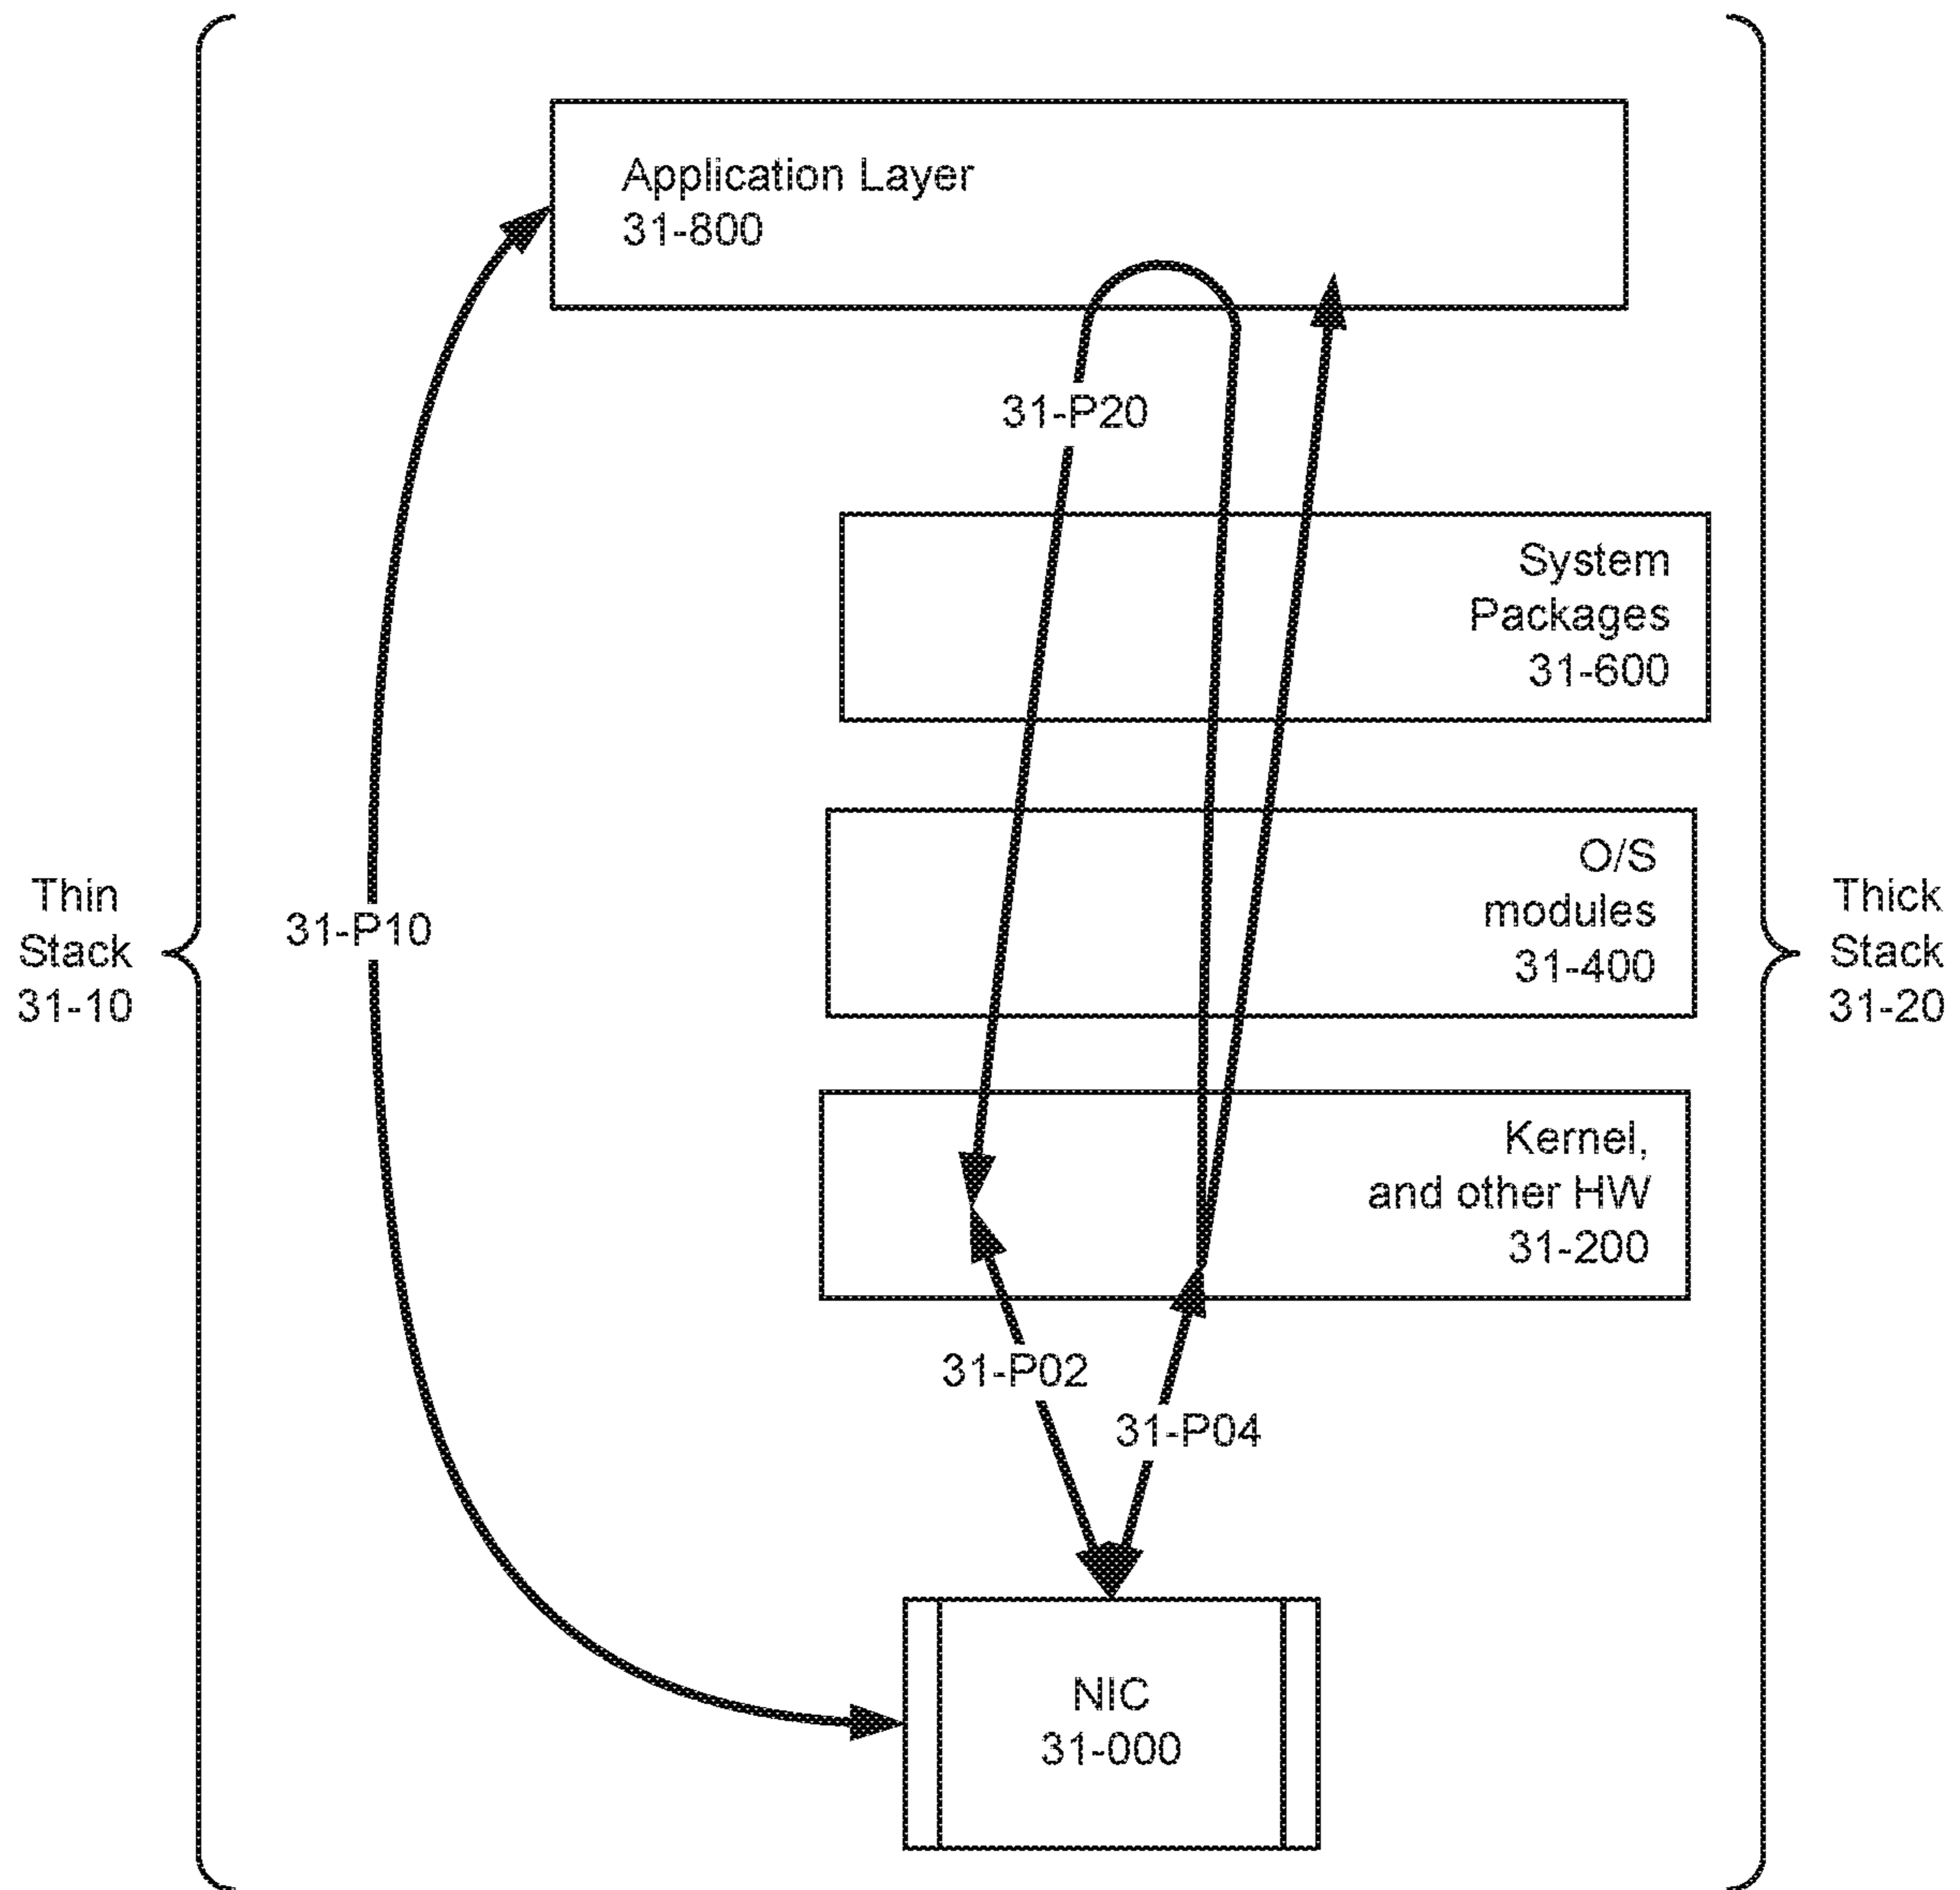 Application Layer
31-800
31-P20
System
Packages
31-600
O/S
modules
31-400
Thin
Stack
31-10
31-P10
Thick
Stack
31-20
Kernel,
and other HW
31-200
31-P02
31-P04
NIC
31-000